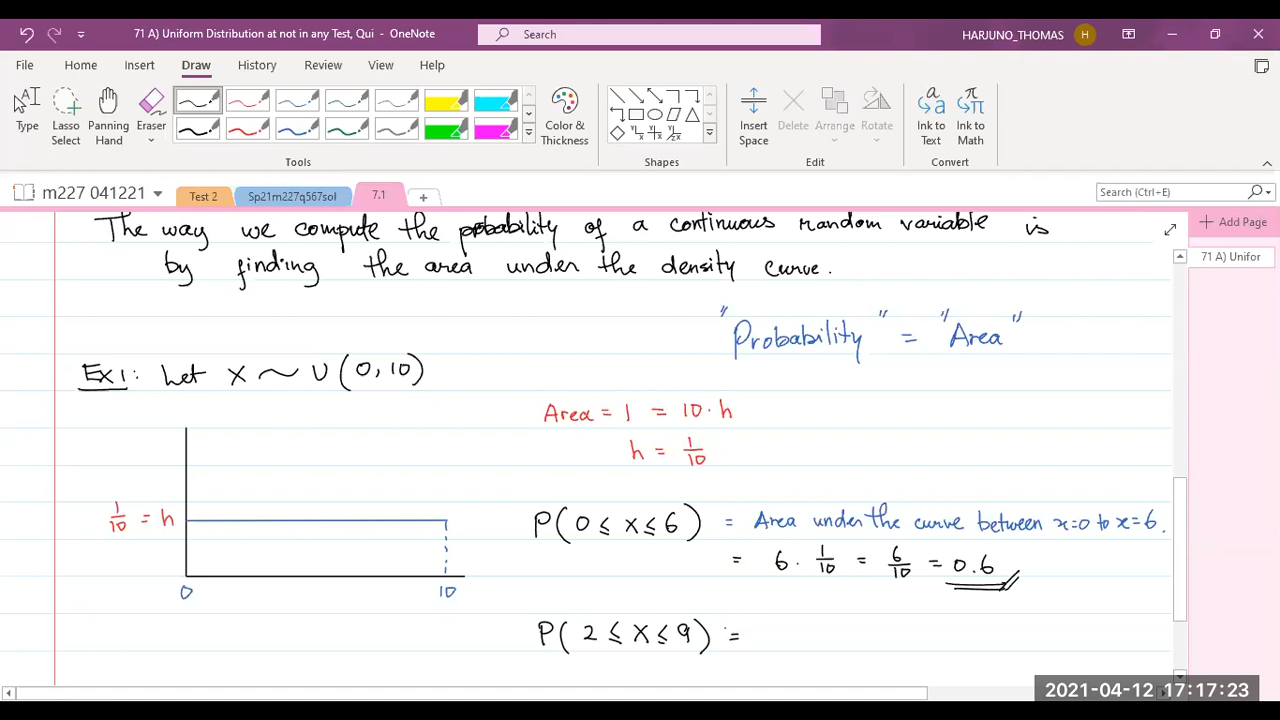 71 A) Uniform Distribution at not in any Test, Qui - OneNote
Search
HARJUNO_THOMAS
H
File Home Insert Draw History Review View Help
Type
Lasso Select
Panning Hand
Eraser
Color & Thickness
Insert Space
Delete
Arrange
Rotate
Ink to Text
Ink to Math
Tools
Shapes
Edit
Convert
m227 041221
Test 2
Sp21m227q567sol
7.1
Search (Ctrl+E)
Add Page
71 A) Unifor
The way we compute the probability of a continuous random variable is
by finding the area under the density curve.
"Probability" = "Area"
Ex1: Let X ~ U(0,10)
Area = 1 = 10·h
h = 1/10
1/10 = h
0 10
P(0 ≤ X ≤ 6) = Area under the curve between x=0 to x=6.
= 6 · 1/10 = 6/10 = 0.6
P(2 ≤ X ≤ 9) =
2021-04-12 17:17:23